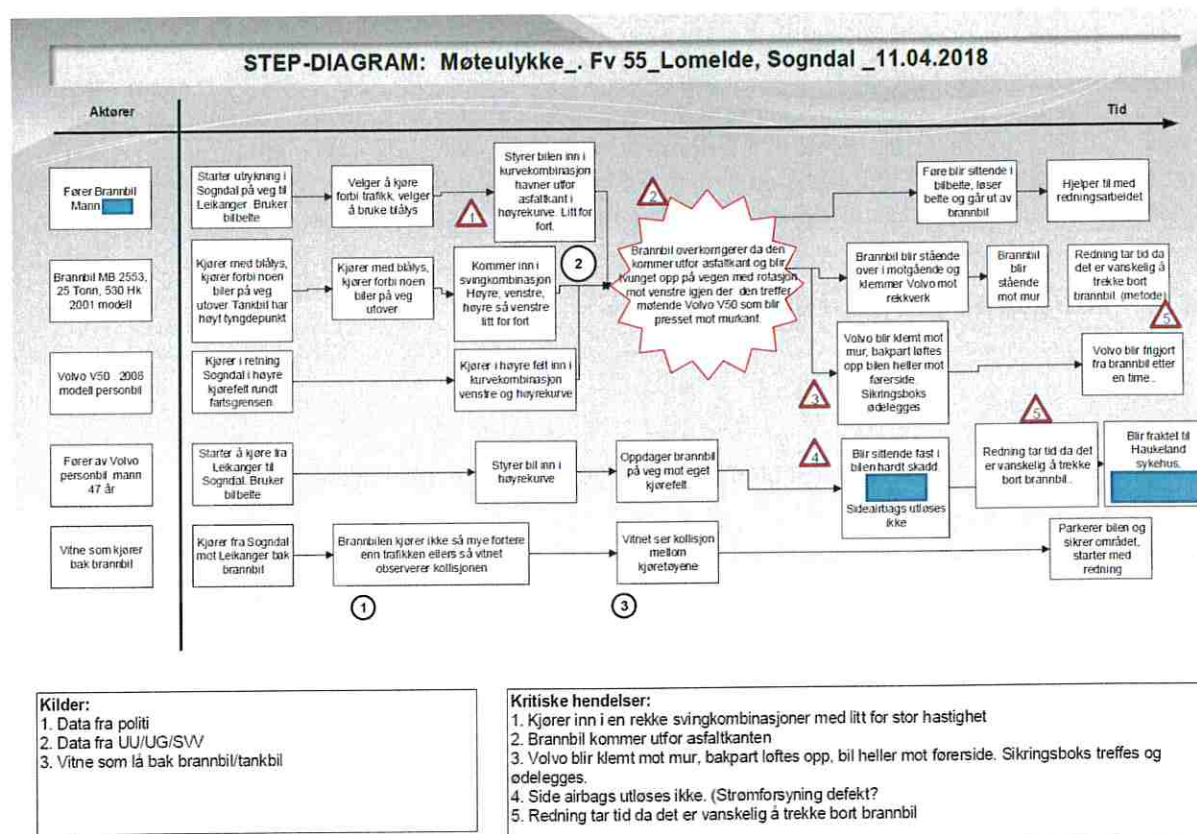 STEP-DIAGRAM: Møteulykke_. Fv 55_Lomelde, Sogndal _11.04.2018
Aktører
Tid
Fører Brannbil
Mann
Starter utrykning i
Sogndal på veg til
Leikanger. Bruker
bilbelte
Velger å kjøre
forbi trafikk, velger
å bruke blålys
1
Styrer bilen inn i
kurvekombinasjon
havner utfor
asfaltkant i
høyrekurve. Litt for
fort.
2
Føre blir sittende i
bilbelte, løser
belte og går ut av
brannbil
Hjelper til med
redningsarbeidet
Brannbil MB 2553,
25 Tonn, 530 Hk
2001 modell
Kjører med blålys,
kjører forbi noen
biler på veg
utover Tankbil har
høyt tyngdepunkt
Kjører med blålys,
kjører forbi noen
biler på veg
utover
Kommer inn i
svingkombinasjon
Høyre, venstre,
høyre så venstre
litt for fort
2
Brannbil overkorrigerer da den
kommer utfor asfaltkant og blir
tvunget opp på vegen med rotasjon
mot venstre igjen der den treffer
møtende Volvo V50 som blir
presset mot murkant
Brannbil blir stående
over i motgående og
klemmer Volvo mot
rekkverk
Brannbil
blir
stående
mot mur
Redning tar tid da
det er vanskelig å
trekke bort
brannbil. (metode)
5
Volvo V50 2008
modell personbil
Kjører i retning
Sogndal i høyre
kjørefelt rundt
fartsgrensen
Kjører i høyre felt inn i
kurvekombinasjon
venstre og høyrekurve
3
Volvo blir klemt mot
mur, bakpart løftes
opp bilen heller mot
førerside.
Sikringsboks
ødelegges
Volvo blir frigjort
fra brannbil etter
en time..
Fører av Volvo
personbil mann
47 år
Starter å kjøre fra
Leikanger til
Sogndal. Bruker
bilbelte
Styrer bil inn i
høyrekurve
Oppdager brannbil
på veg mot eget
kjørefelt.
4
Blir sittende fast i
bilen hardt skadd.
Sideairbags utløses
ikke
5
Redning tar tid da det
er vanskelig å trekke
bort brannbil..
Blir fraktet til
Haukeland
sykehus,
Vitne som kjører
bak brannbil
Kjører fra Sogndal
mot Leikanger bak
brannbil
Brannbilen kjører ikke så mye fortere
enn trafikken ellers så vitnet
observerer kollisjonen
1
Vitnet ser kollisjon
mellom
kjøretøyene
3
Parkerer bilen og
sikrer området,
starter med
redning
Kilder:
1. Data fra politi
2. Data fra UU/UG/SVV
3. Vitne som lå bak brannbil/tankbil
Kritiske hendelser:
1. Kjører inn i en rekke svingkombinasjoner med litt for stor hastighet
2. Brannbil kommer utfor asfaltkanten
3. Volvo blir klemt mot mur, bakpart løftes opp, bil heller mot førerside. Sikringsboks treffes og
ødelegges.
4. Side airbags utløses ikke. (Strømforsyning defekt?
5. Redning tar tid da det er vanskelig å trekke bort brannbil